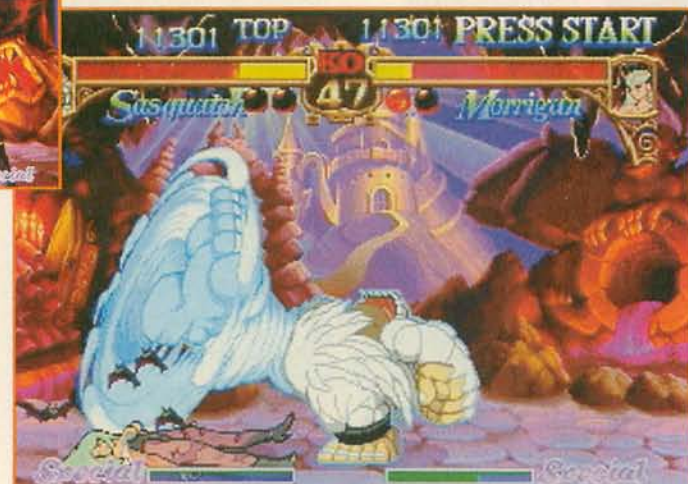 11301 TOP 11301 PRESS START
KO
47
Sasquatch Morrigan
Special Special